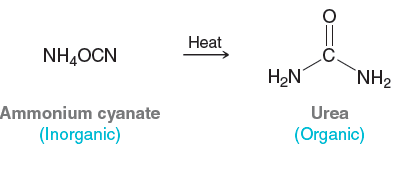 O
NH₄OCN
Heat
C
H₂N
NH₂
Ammonium cyanate
(Inorganic)
Urea
(Organic)